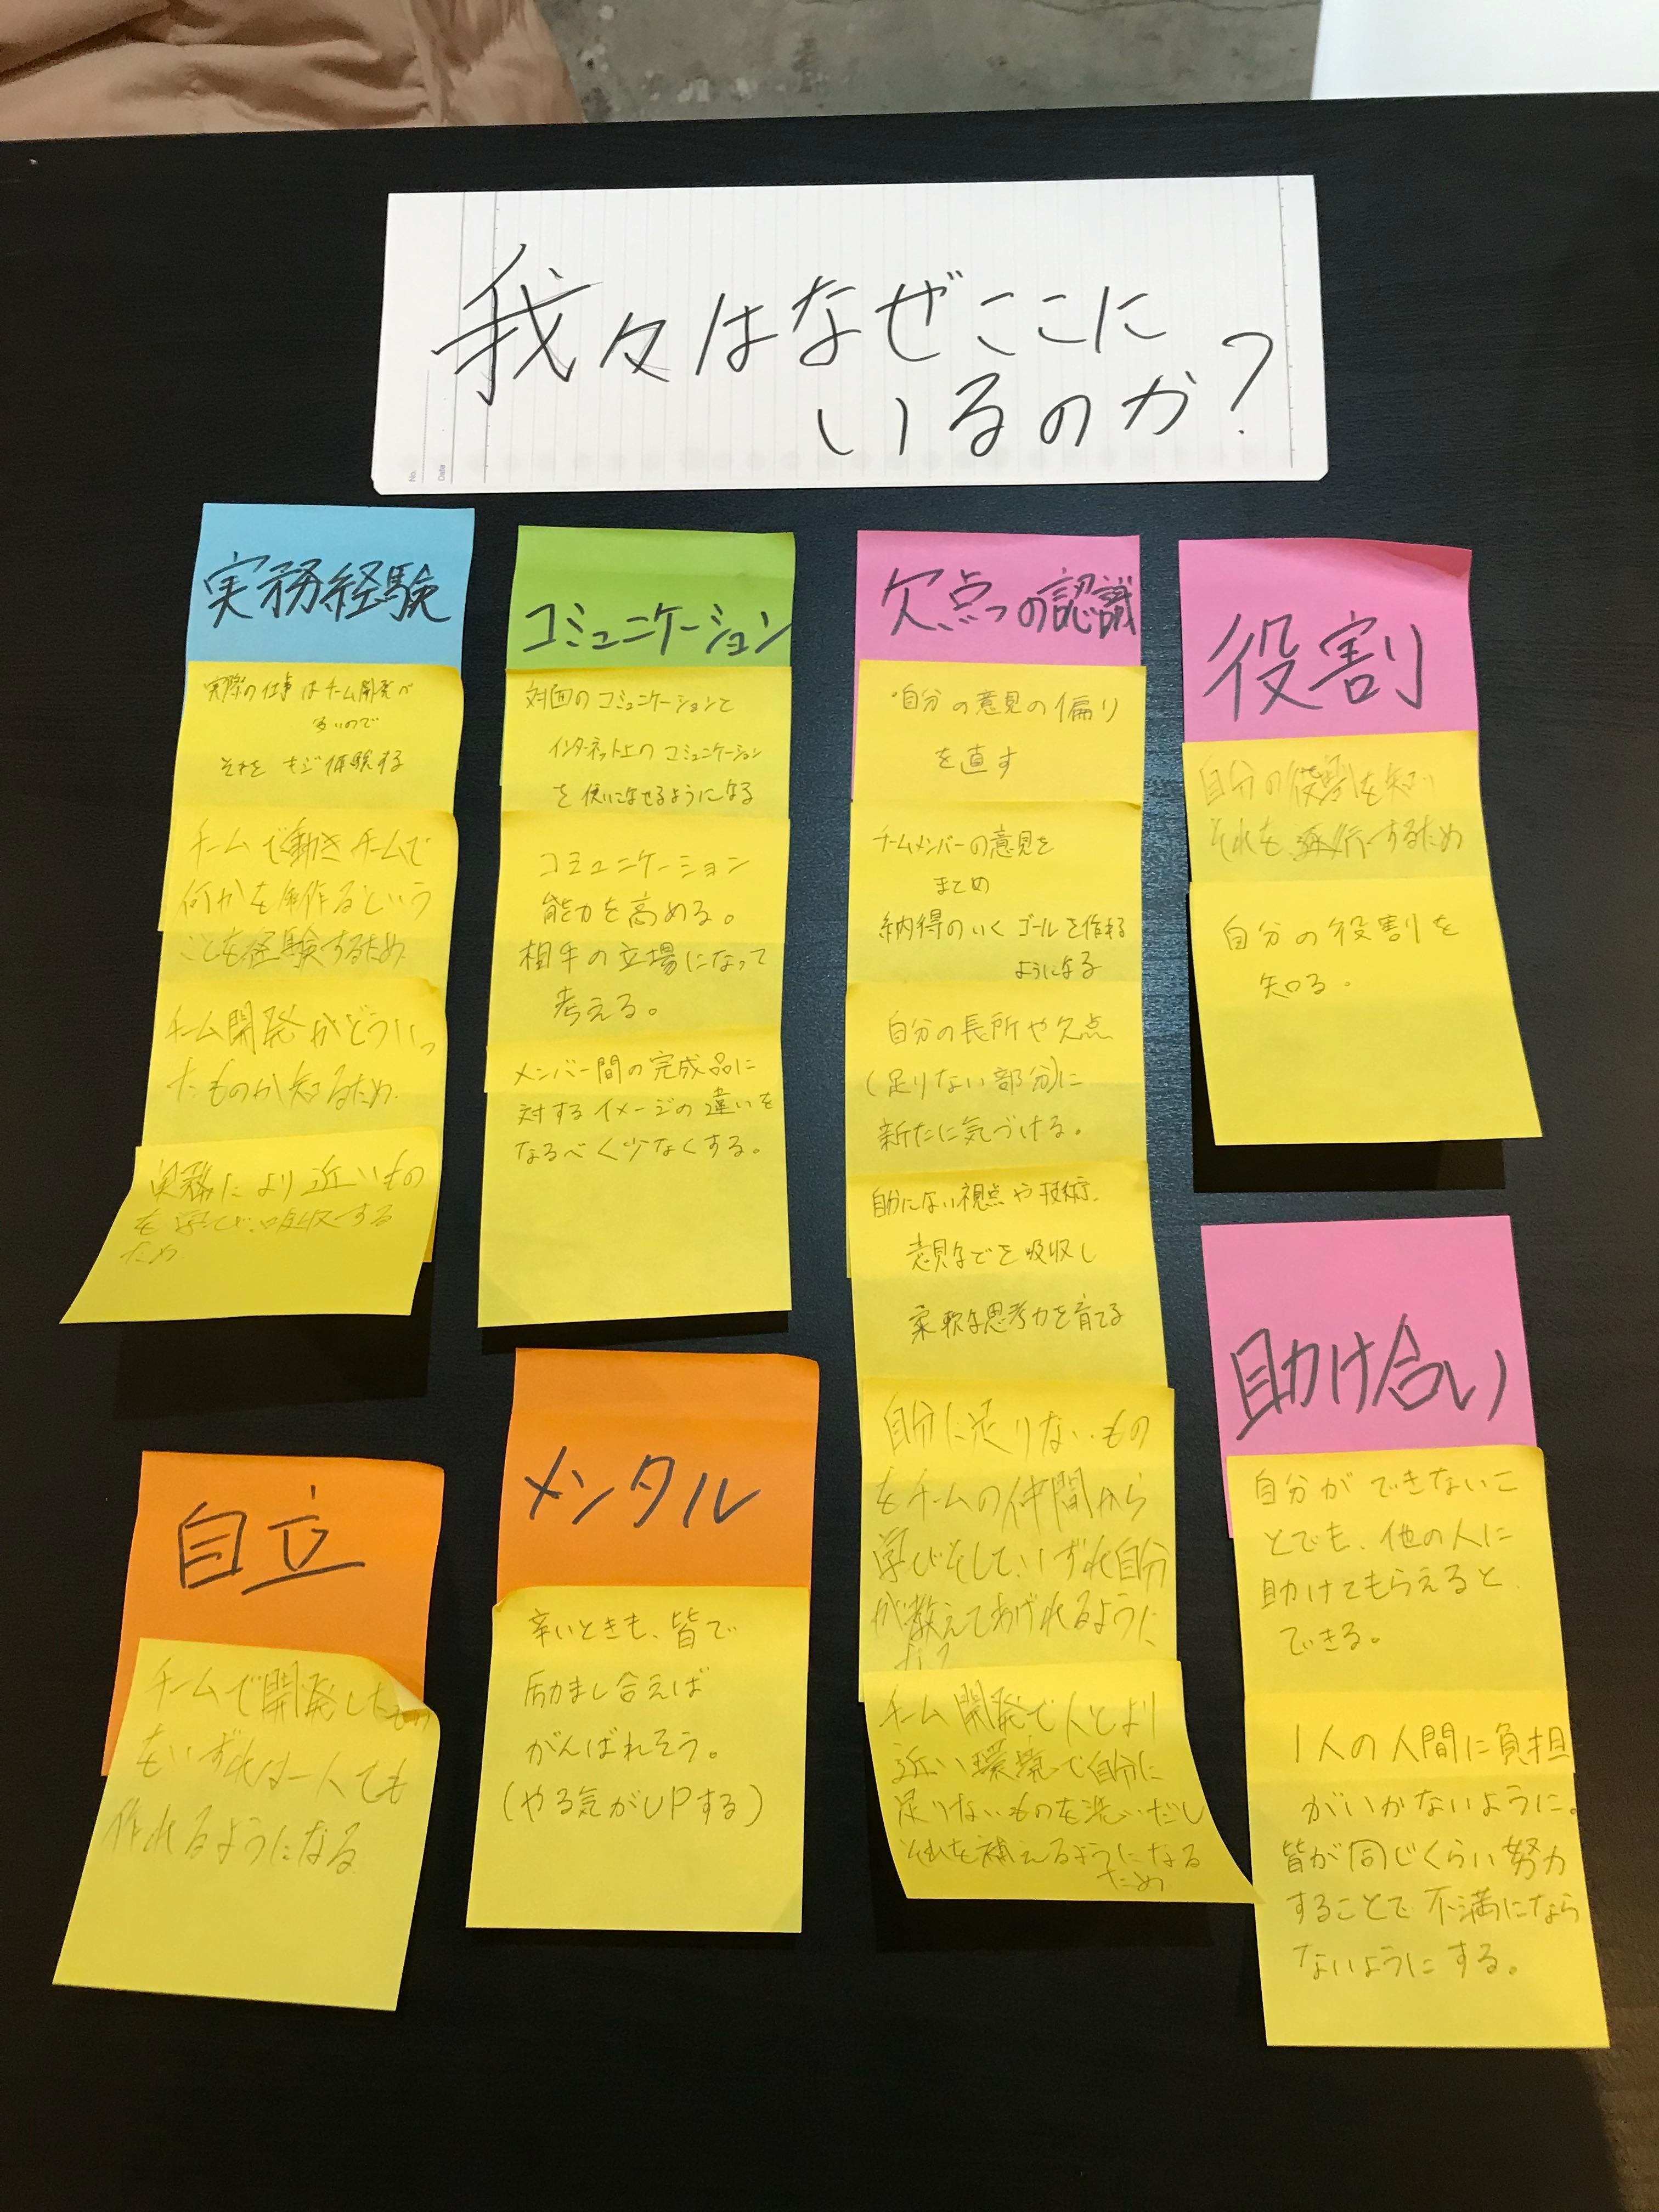 我々はなぜここに
いるのか?
No.
Date
実務経験
実際の仕事はチーム開発が
多いので
それをもぎ体験する
チームで動きチームで
何かを制作るという
ことを経験するため
チーム開発がどういっ
たものか知るため
実務により近いもの
を学び、吸収する
ため
コミュニケーション
対面のコミュニケーションと
インターネット上のコミュニケーション
を使いこなせるようになる
コミュニケーション
能力を高める。
相手の立場になって
考える。
メンバー間の完成品に
対するイメージの違いを
なるべく少なくする。
欠点の認識
自分の意見の偏り
を直す
チームメンバーの意見を
まとめ
納得のいくゴールを作れる
ようになる
自分の長所や欠点
(足りない部分)に
新たに気づける。
自分にない視点や技術、
意見などを吸収し
柔軟な思考力を育てる
自分に足りないもの
をチームの仲間から
学びそして、いずれ自分
が教えてあげれるように
チーム開発で人とより
近い環境で自分に
足りないものを洗いだし
それを補えるようになる
ため
役割
自分の役割を知り
それを遂行するため
自分の役割を
知る。
助け合い
自分ができないこ
とでも、他の人に
助けてもらえると、
できる。
1人の人間に負担
がいかないように。
皆が同じくらい努力
することで不満になら
ないようにする。
自立
チームで開発したもの
をいずれは一人でも
作れるようになる
メンタル
辛いときも、皆で
励まし合えば
がんばれそう。
(やる気がUPする)